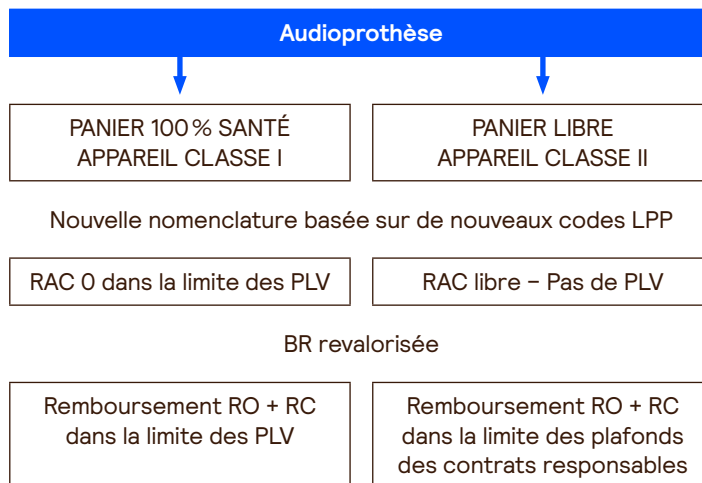 Audioprothèse
PANIER 100 % SANTÉ
APPAREIL CLASSE I
PANIER LIBRE
APPAREIL CLASSE II
Nouvelle nomenclature basée sur de nouveaux codes LPP
RAC 0 dans la limite des PLV
RAC libre – Pas de PLV
BR revalorisée
Remboursement RO + RC
dans la limite des PLV
Remboursement RO + RC
dans la limite des plafonds
des contrats responsables